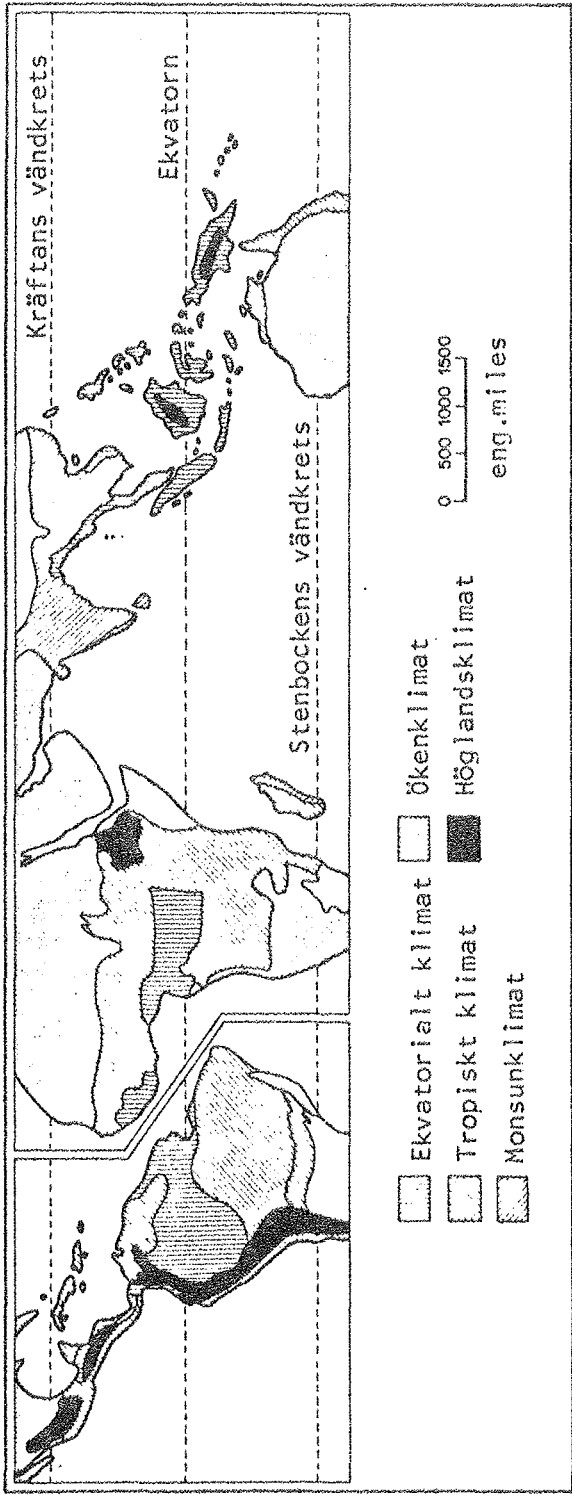 Kräftans vändkrets
Ekvatorn
Stenbockens vändkrets
Ekvatorialt klimat
Tropiskt klimat
Monsunklimat
Ökenklimat
Höglandsklimat
0 500 1000 1500
eng.miles